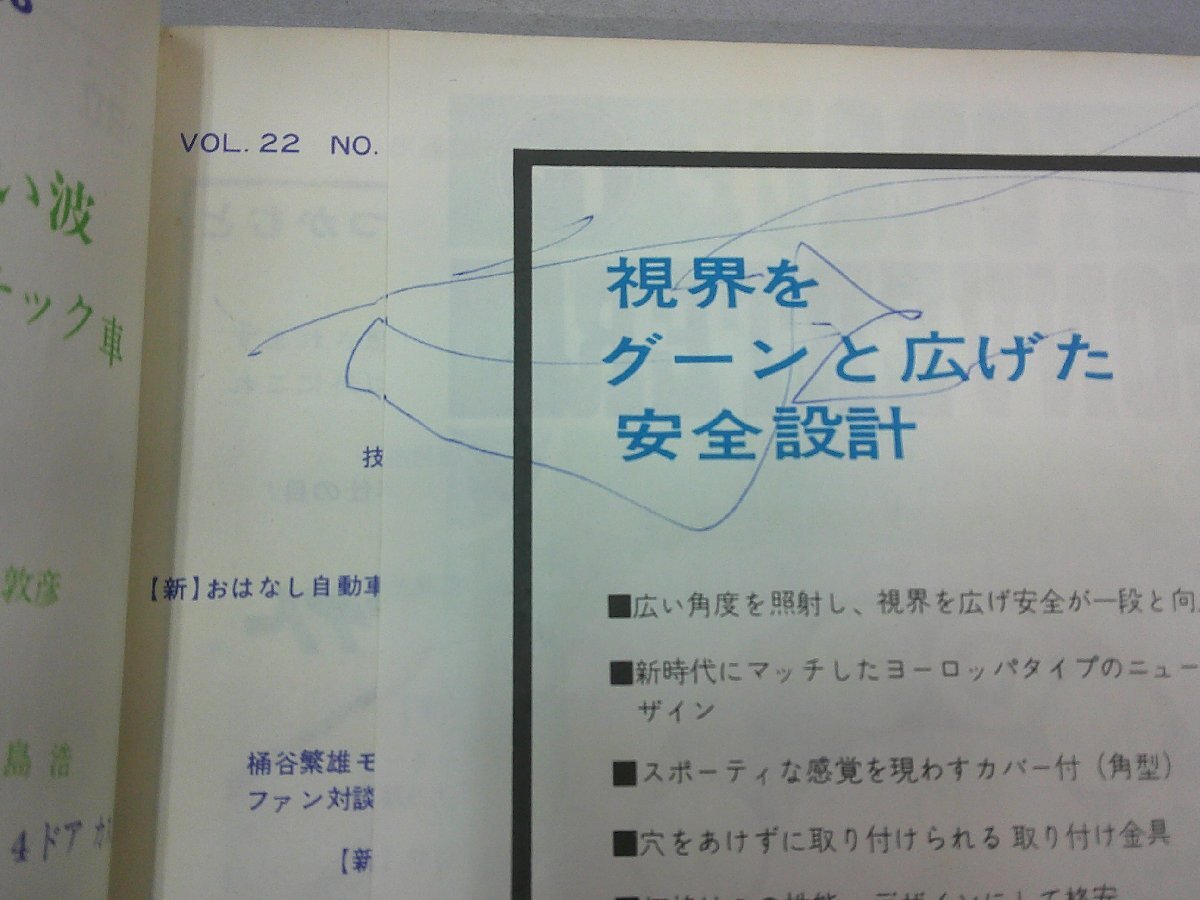 い波
ック車
敦彦
島 浩
4ドア
VOL. 22 NO.
技
【新】おはなし自動車
桶谷繁雄モ
ファン対談
【新
視界を
グーンと広げた
安全設計
■広い角度を照射し、視界を広げ安全が一段と向
■新時代にマッチしたヨーロッパタイプのニュー
ザイン
■スポーティな感覚を現わすカバー付（角型）
■穴をあけずに取り付けられる取り付け金具